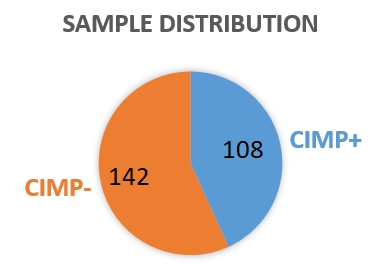 SAMPLE DISTRIBUTION
108
CIMP+
142
CIMP-